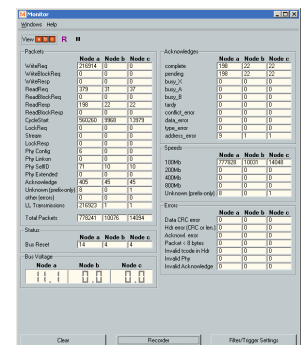 Monitor
Windows Help
View a b c R
Packets
Node a Node b Node c
WriteReq 216914 0 0
WriteBlockReq 0 0 0
WriteResp 0 0 0
ReadReq 379 31 37
ReadBlockReq 0 0 0
ReadResp 198 22 22
ReadBlockResp 0 0 0
CycleStart 560260 9968 13979
LockReq 0 0 0
Stream 0 0 0
LockResp 0 0 0
Phy Config 6 0 0
Phy Linkon 0 0 0
Phy SelfID 71 10 10
Phy Extended 0 0 0
Acknowledge 405 45 45
Unknown (prefix-only) 8 0 1
other (errors) 0 0 0
LL Transmissions 216923 1 1
Total Packets 778241 10076 14094
Status
Node a Node b Node c
Bus Reset 14 4 4
Bus Voltage
Node a Node b Node c
11.1 0.0 0.0
Acknowledges
Node a Node b Node c
complete 198 22 22
pending 198 22 22
busy_X 0 0 0
busy_A 0 0 0
busy_B 0 0 0
tardy 0 0 0
conflict_error 0 0 0
data_error 0 0 0
type_error 0 0 0
address_error 9 1 1
Speeds
Node a Node b Node c
100Mb 777828 10031 14048
200Mb 0 0 0
400Mb 0 0 0
800Mb 0 0 0
Unknown (prefix-only) 8 0 1
Errors
Node a Node b Node c
Data CRC error 0 0 0
Hdr error (CRC or len.) 0 0 0
Acknowl. error 0 0 0
Packet < 8 bytes 0 0 0
Invalid tcode in Hdr 0 0 0
Invalid Phy 0 0 0
Invalid Acknowledge 0 0 0
Clear
Recorder
Filter/Trigger Settings